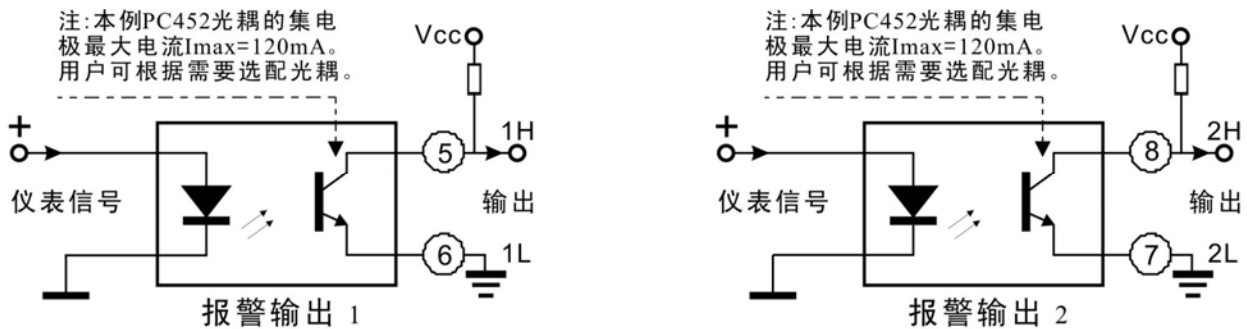 注:本例PC452光耦的集电
极最大电流Imax=120mA。
用户可根据需要选配光耦。
Vcc
+
5
1H
仪表信号
输出
6
1L
报警输出 1
注:本例PC452光耦的集电
极最大电流Imax=120mA。
用户可根据需要选配光耦。
Vcc
+
8
2H
仪表信号
输出
7
2L
报警输出 2